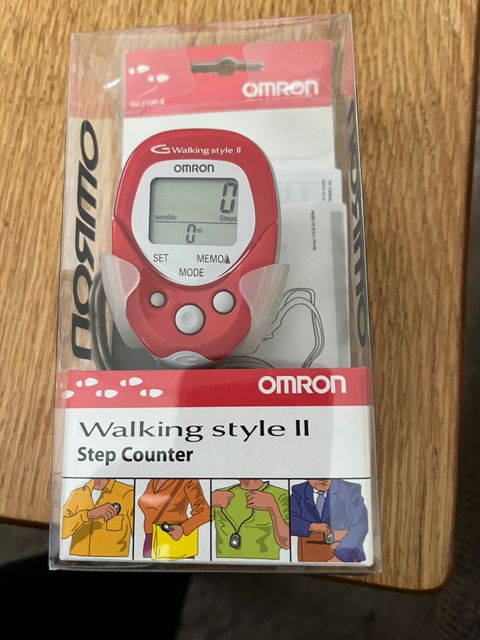 OMRON
Walking style II
OMRON
0
aerobic Steps
0
SET MEMO
MODE
OMRON
OMRON
OMRON
Walking style II
Step Counter